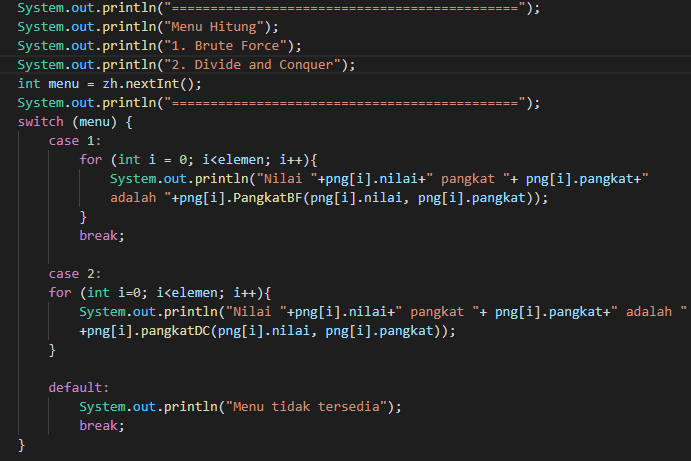 System.out.println("=============================================");
System.out.println("Menu Hitung");
System.out.println("1. Brute Force");
System.out.println("2. Divide and Conquer");
int menu = zh.nextInt();
System.out.println("=============================================");
switch (menu) {
    case 1:
        for (int i = 0; i<elemen; i++){
            System.out.println("Nilai "+png[i].nilai+" pangkat "+ png[i].pangkat+"
            adalah "+png[i].PangkatBF(png[i].nilai, png[i].pangkat));
        }
        break;
    case 2:
    for (int i=0; i<elemen; i++){
        System.out.println("Nilai "+png[i].nilai+" pangkat "+ png[i].pangkat+" adalah "
        +png[i].pangkatDC(png[i].nilai, png[i].pangkat));
    }
    default:
        System.out.println("Menu tidak tersedia");
        break;
}